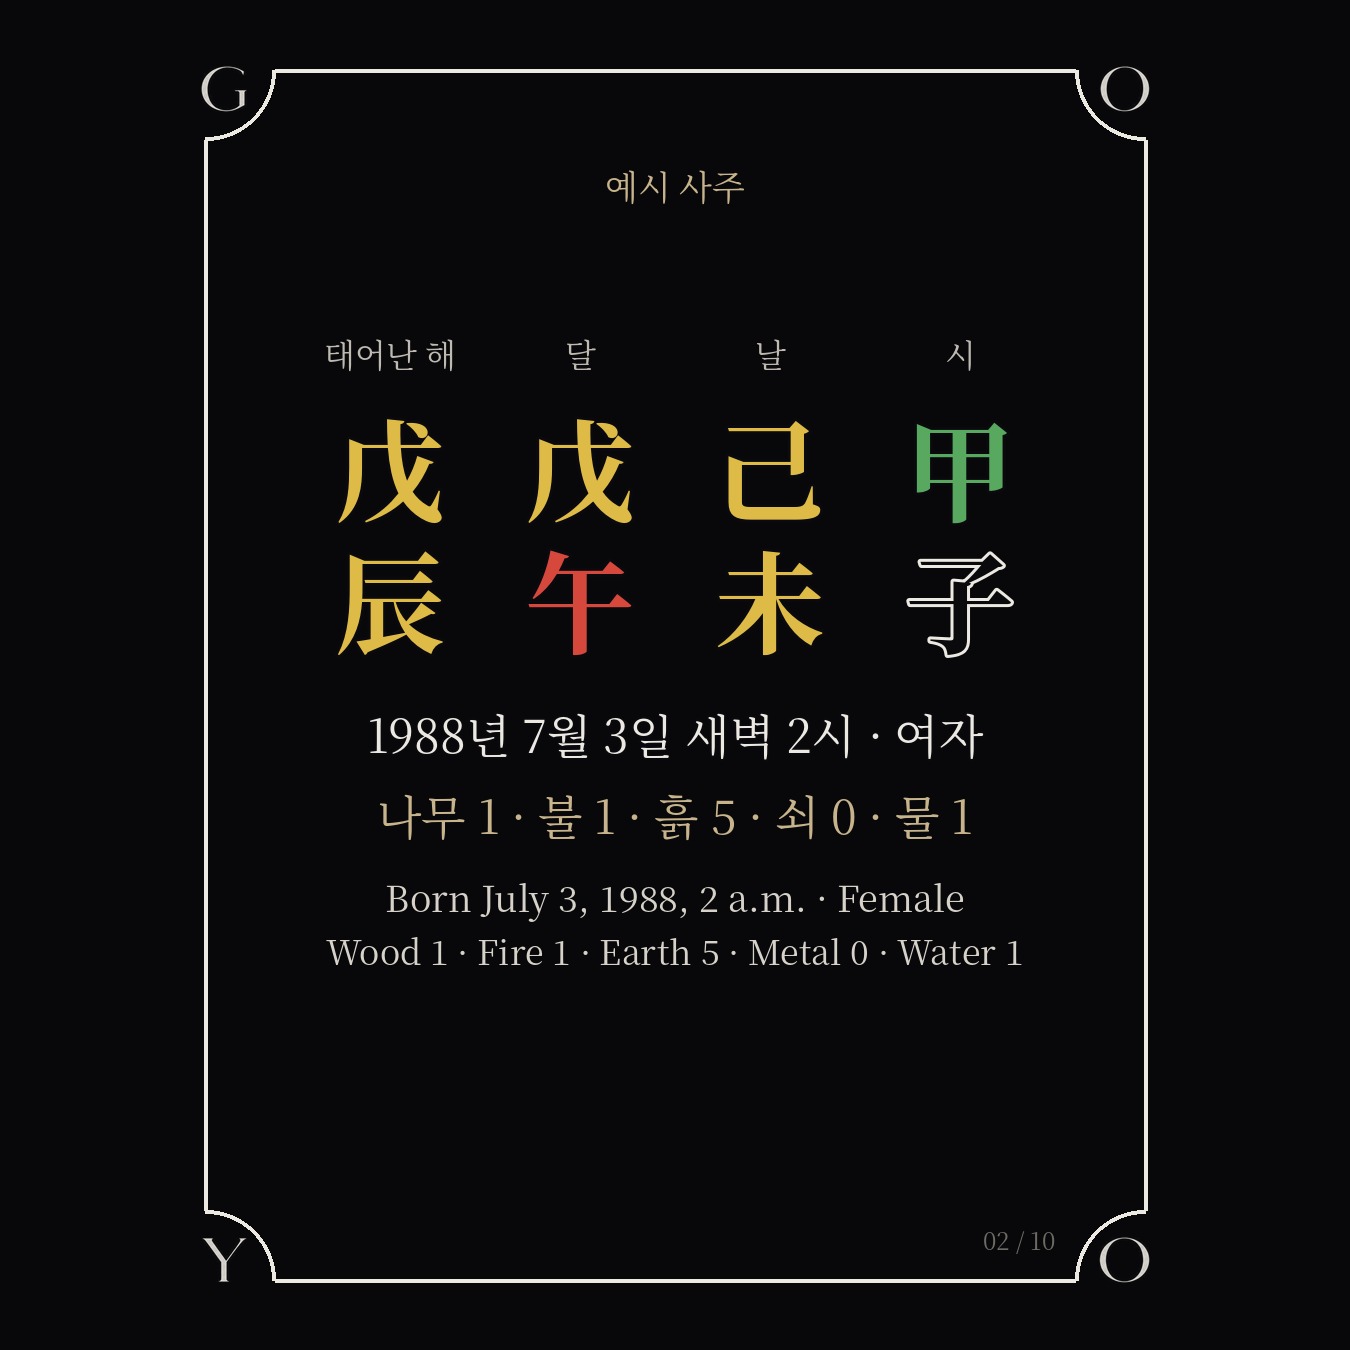 G O
예시 사주
태어난 해 달 날 시
戊 戊 己 甲
辰 午 未 子
1988년 7월 3일 새벽 2시 · 여자
나무 1 · 불 1 · 흙 5 · 쇠 0 · 물 1
Born July 3, 1988, 2 a.m. · Female
Wood 1 · Fire 1 · Earth 5 · Metal 0 · Water 1
02 / 10
Y O